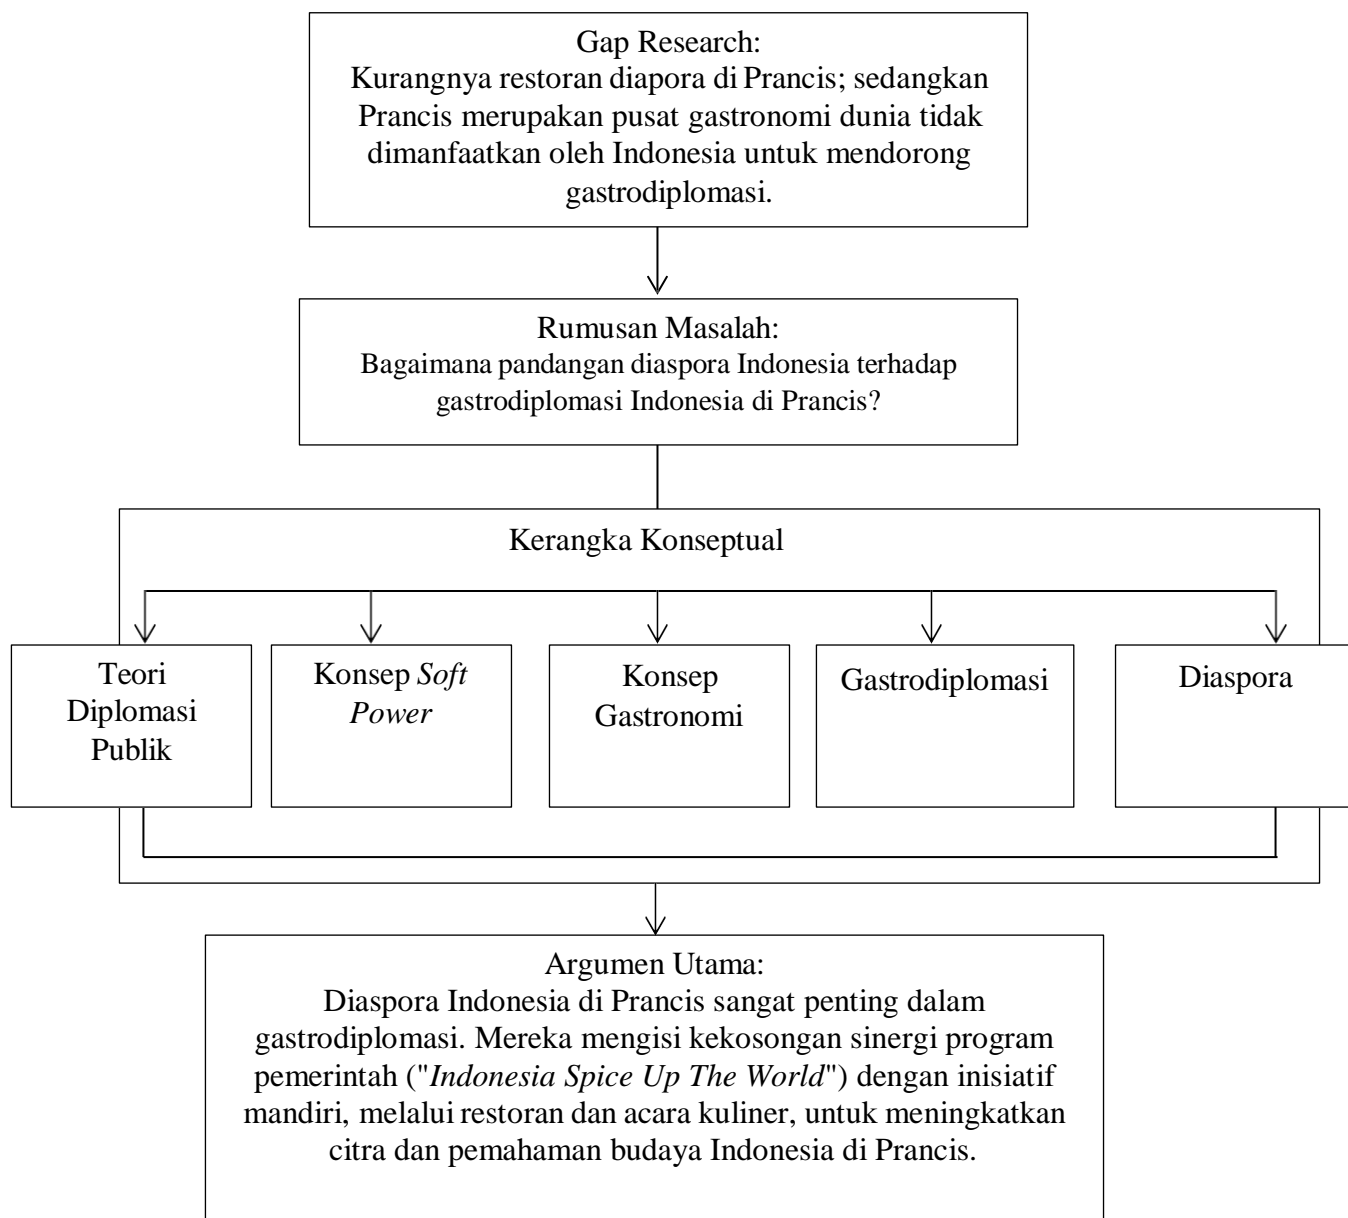 Gap Research:
Kurangnya restoran diapora di Prancis; sedangkan
Prancis merupakan pusat gastronomi dunia tidak
dimanfaatkan oleh Indonesia untuk mendorong
gastrodiplomasi.
Rumusan Masalah:
Bagaimana pandangan diaspora Indonesia terhadap
gastrodiplomasi Indonesia di Prancis?
Kerangka Konseptual
Teori
Diplomasi
Publik
Konsep Soft
Power
Konsep
Gastronomi
Gastrodiplomasi
Diaspora
Argumen Utama:
Diaspora Indonesia di Prancis sangat penting dalam
gastrodiplomasi. Mereka mengisi kekosongan sinergi program
pemerintah ("Indonesia Spice Up The World") dengan inisiatif
mandiri, melalui restoran dan acara kuliner, untuk meningkatkan
citra dan pemahaman budaya Indonesia di Prancis.